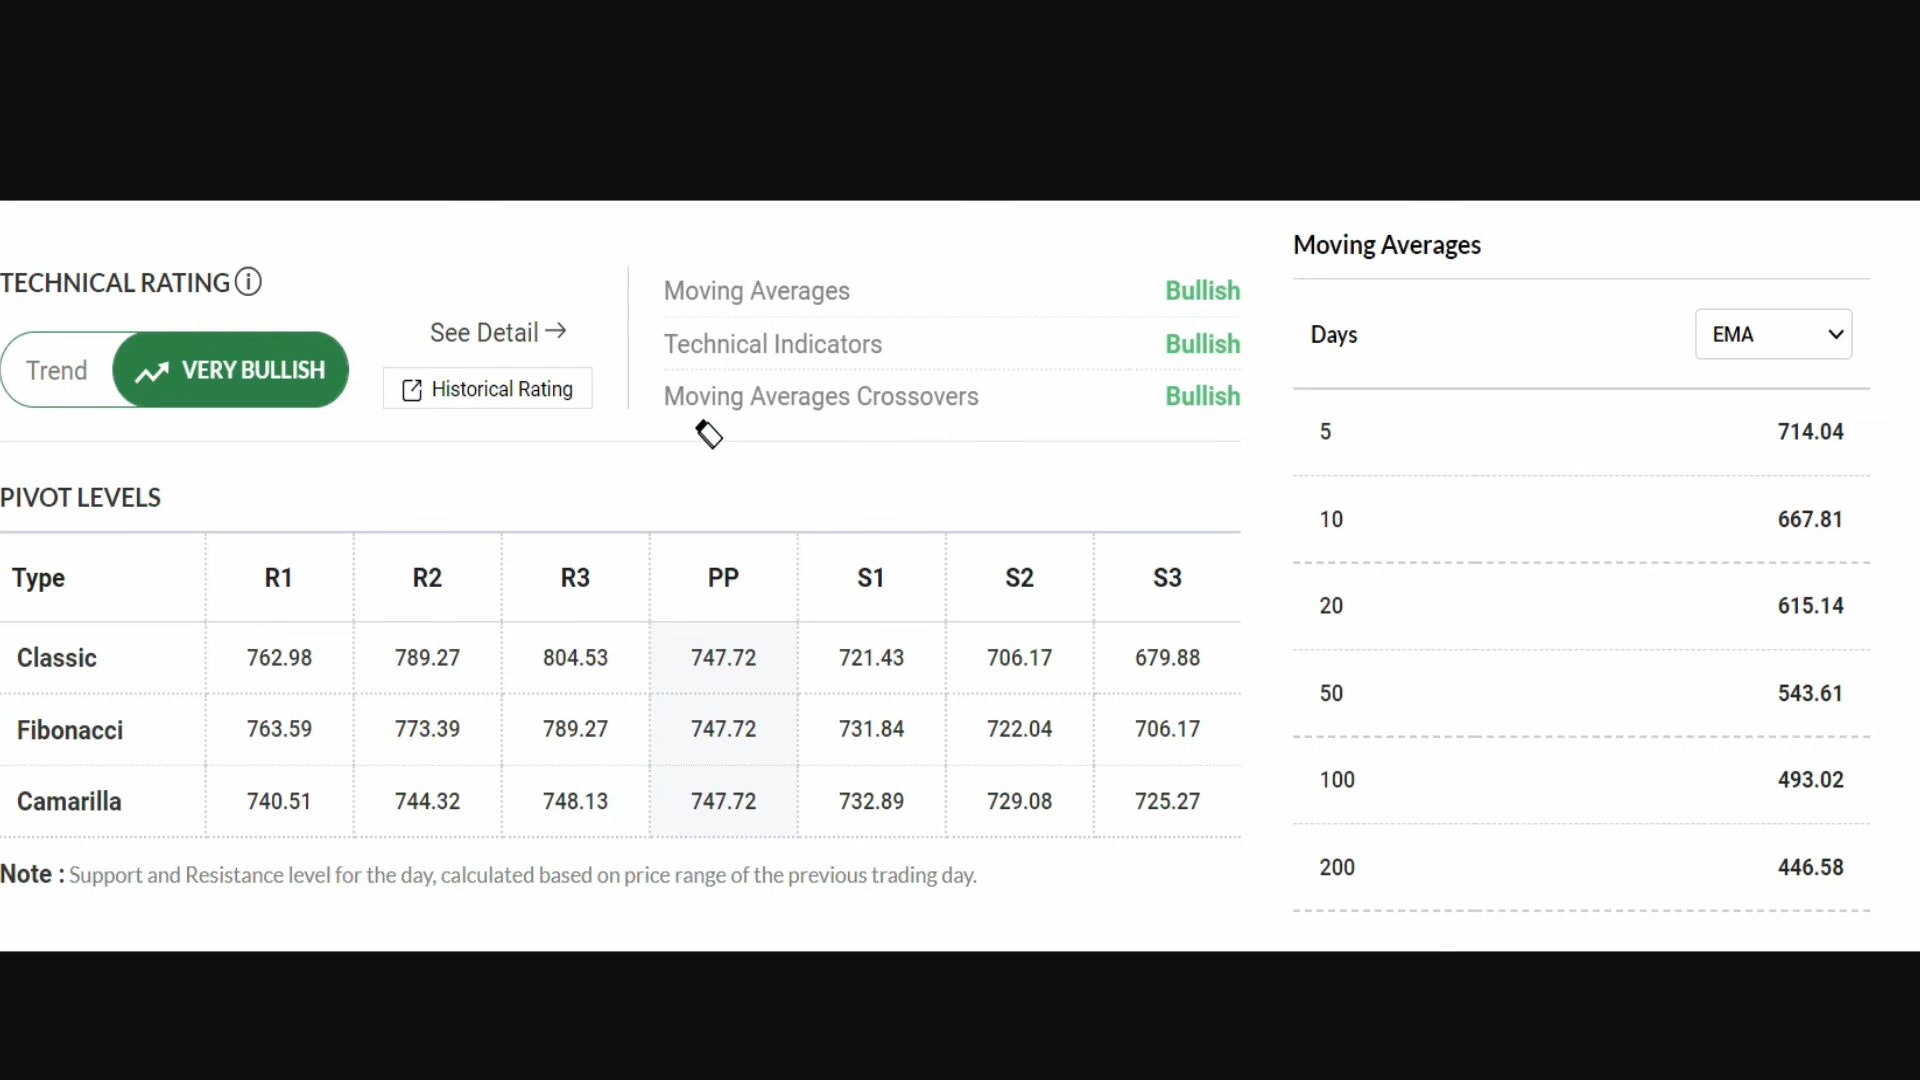 TECHNICAL RATING
Trend VERY BULLISH
See Detail
Historical Rating
Moving Averages Bullish
Technical Indicators Bullish
Moving Averages Crossovers Bullish
PIVOT LEVELS
Type R1 R2 R3 PP S1 S2 S3
Classic 762.98 789.27 804.53 747.72 721.43 706.17 679.88
Fibonacci 763.59 773.39 789.27 747.72 731.84 722.04 706.17
Camarilla 740.51 744.32 748.13 747.72 732.89 729.08 725.27
Note : Support and Resistance level for the day, calculated based on price range of the previous trading day.
Moving Averages
Days EMA
5 714.04
10 667.81
20 615.14
50 543.61
100 493.02
200 446.58